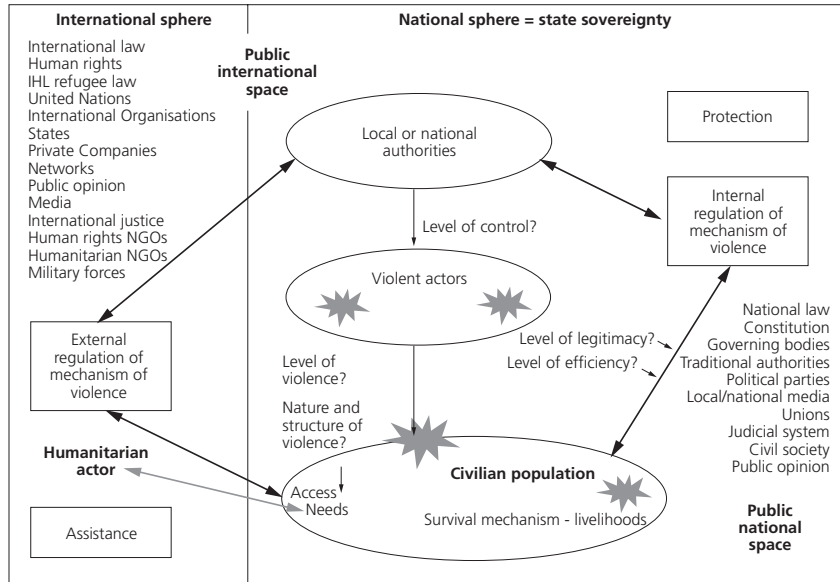 International sphere
National sphere = state sovereignty
International law
Human rights
IHL refugee law
United Nations
International Organisations
States
Private Companies
Networks
Public opinion
Media
International justice
Human rights NGOs
Humanitarian NGOs
Military forces
Public
international
space
Local or national
authorities
Protection
Level of control?
Internal
regulation of
mechanism of
violence
Violent actors
External
regulation of
mechanism of
violence
Level of
violence?
Nature and
structure of
violence?
Level of legitimacy?
Level of efficiency?
National law
Constitution
Governing bodies
Traditional authorities
Political parties
Local/national media
Unions
Judicial system
Civil society
Public opinion
Humanitarian
actor
Civilian population
Access
Needs
Survival mechanism - livelihoods
Assistance
Public
national
space